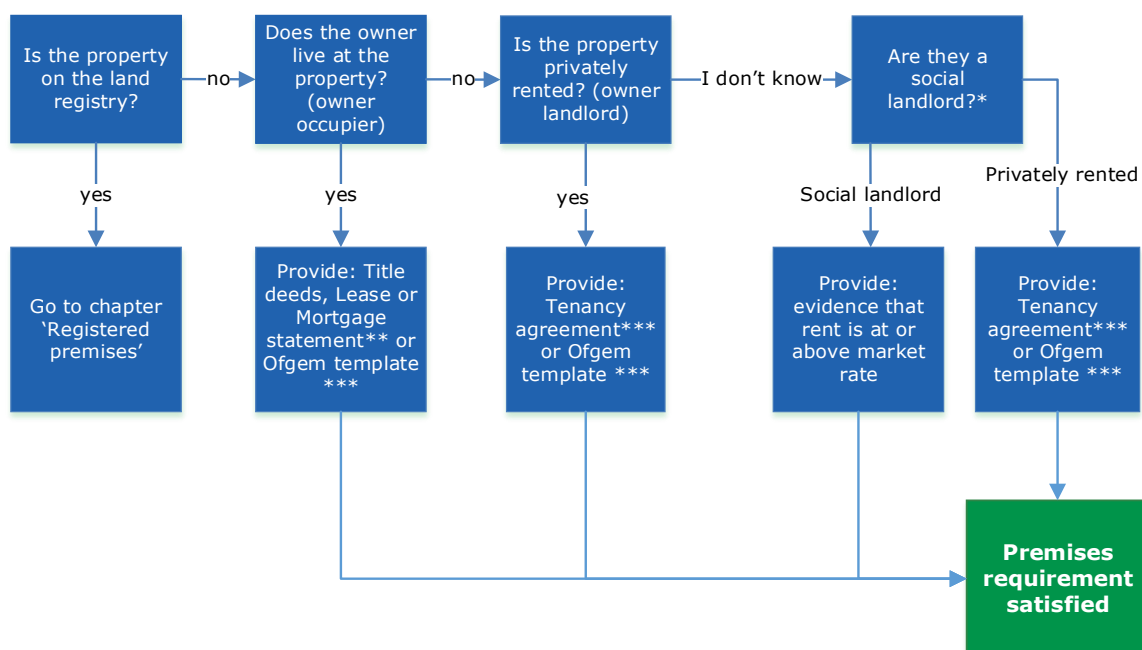 Is the property
on the land
registry?
no
Does the owner
live at the
property?
(owner
occupier)
no
Is the property
privately
rented? (owner
landlord)
I don’t know
Are they a
social
landlord?*
yes
yes
yes
Social landlord
Privately rented
Go to chapter
‘Registered
premises’
Provide: Title
deeds, Lease or
Mortgage
statement** or
Ofgem template
***
Provide:
Tenancy
agreement***
or Ofgem
template ***
Provide:
evidence that
rent is at or
above market
rate
Provide:
Tenancy
agreement***
or Ofgem
template ***
Premises
requirement
satisfied